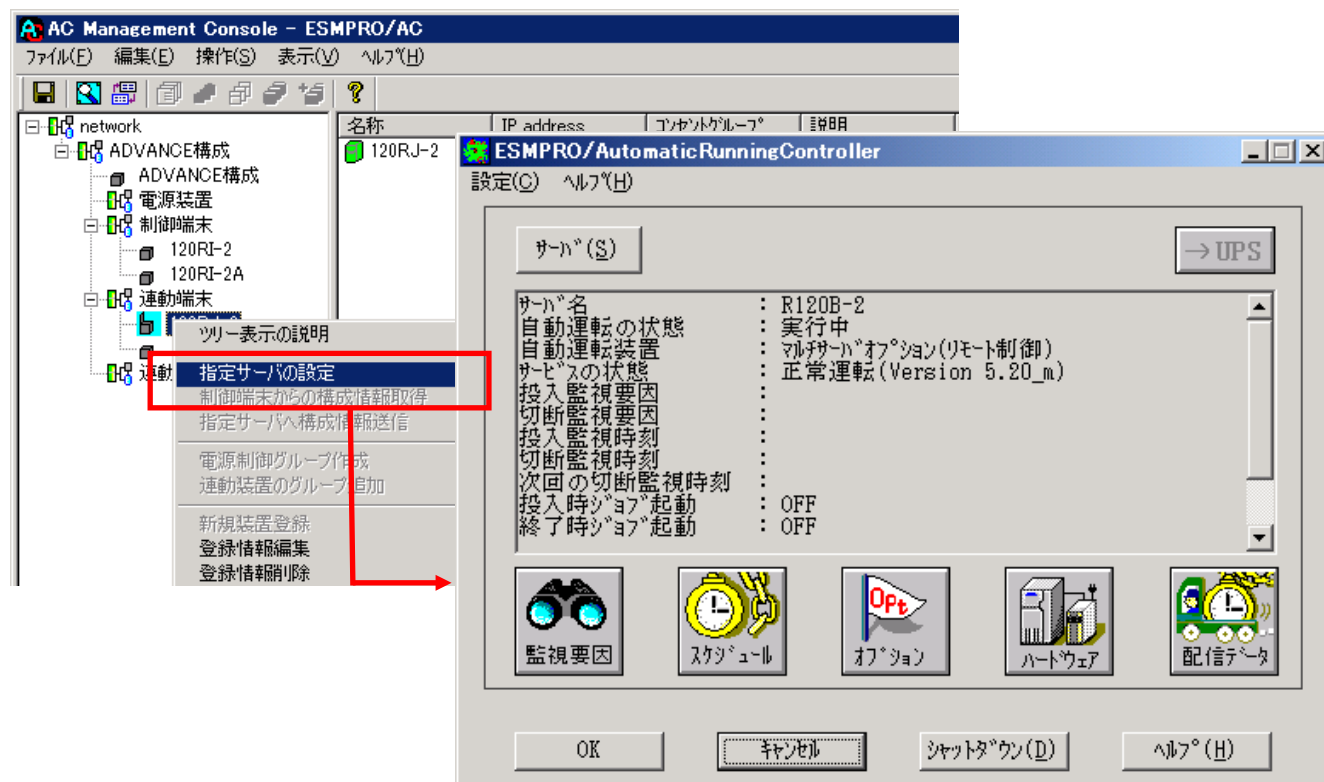 AC Management Console - ESMPRO/AC
ファイル(F) 編集(E) 操作(S) 表示(V) ヘルプ(H)
network
ADVANCE構成
ADVANCE構成
電源装置
制御端末
120RI-2
120RI-2A
連動端末
連動
名称 IP address コンセントグループ 説明
120RJ-2
ツリー表示の説明
指定サーバの設定
制御端末からの構成情報取得
指定サーバへ構成情報送信
電源制御グループ作成
連動装置のグループ追加
新規装置登録
登録情報編集
登録情報削除
ESMPRO/AutomaticRunningController
設定(C) ヘルプ(H)
サーバ(S)
→UPS
サーバ名 : R120B-2
自動運転の状態 : 実行中
自動運転装置 : マルチサーバオプション(リモート制御)
サービスの状態 : 正常運転(Version 5.20_m)
投入監視要因 :
切断監視要因 :
投入監視時刻 :
切断監視時刻 :
次回の切断監視時刻 :
投入時ジョブ起動 : OFF
終了時ジョブ起動 : OFF
監視要因
スケジュール
Opt
オプション
ハードウェア
配信データ
OK
キャンセル
シャットダウン(D)
ヘルプ(H)